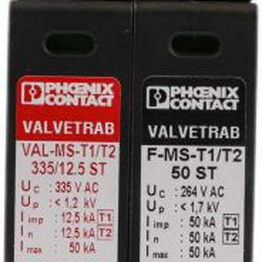 PHŒNIX
CONTACT
VALVETRAB
VAL-MS-T1/T2
335/12.5 ST
UC : 335 V AC
Up : < 1,2 kV
Iimp : 12,5 kA T1
In : 12,5 kA T2
Imax : 50 kA
PHŒNIX
CONTACT
VALVETRAB
F-MS-T1/T2
50 ST
UC : 264 V AC
Up : < 1,7 kV
Iimp : 50 kA T1
In : 50 kA T2
Imax : 50 kA